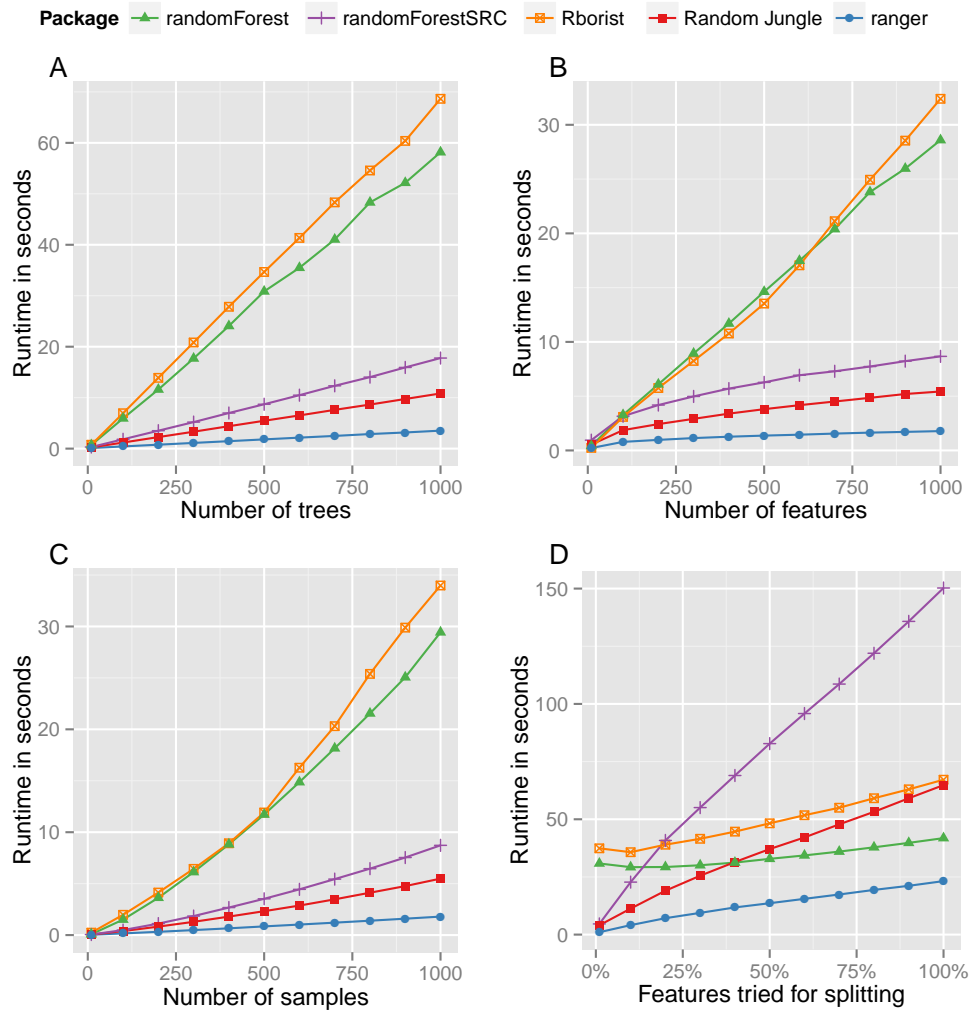 Package randomForest randomForestSRC Rborist Random Jungle ranger
A
Runtime in seconds
60
40
20
0
0 250 500 750 1000
Number of trees
B
Runtime in seconds
30
20
10
0
0 250 500 750 1000
Number of features
C
Runtime in seconds
30
20
10
0
0 250 500 750 1000
Number of samples
D
Runtime in seconds
150
100
50
0
0% 25% 50% 75% 100%
Features tried for splitting